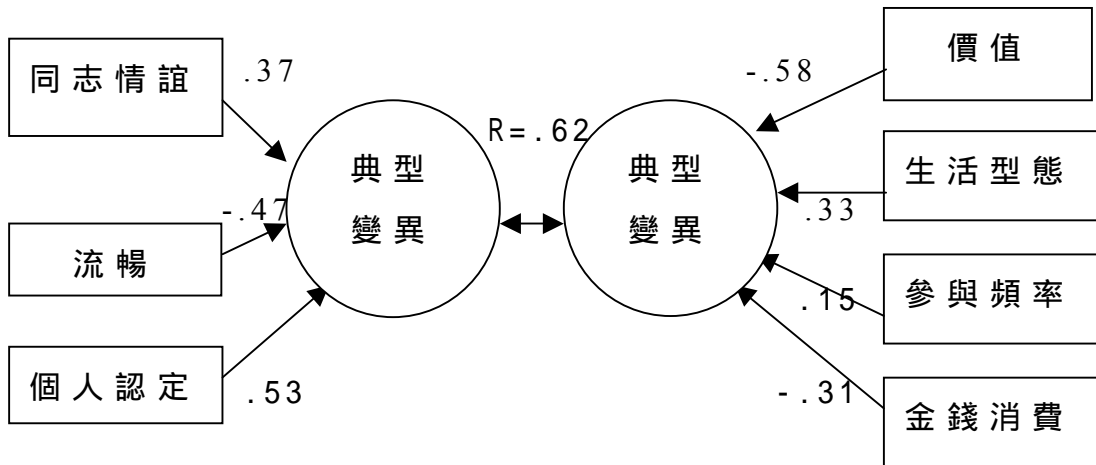 同志情誼
.37
流暢
-.47
個人認定
.53
典型
變異
R=.62
典型
變異
-.58
價值
.33
生活型態
.15
參與頻率
-.31
金錢消費